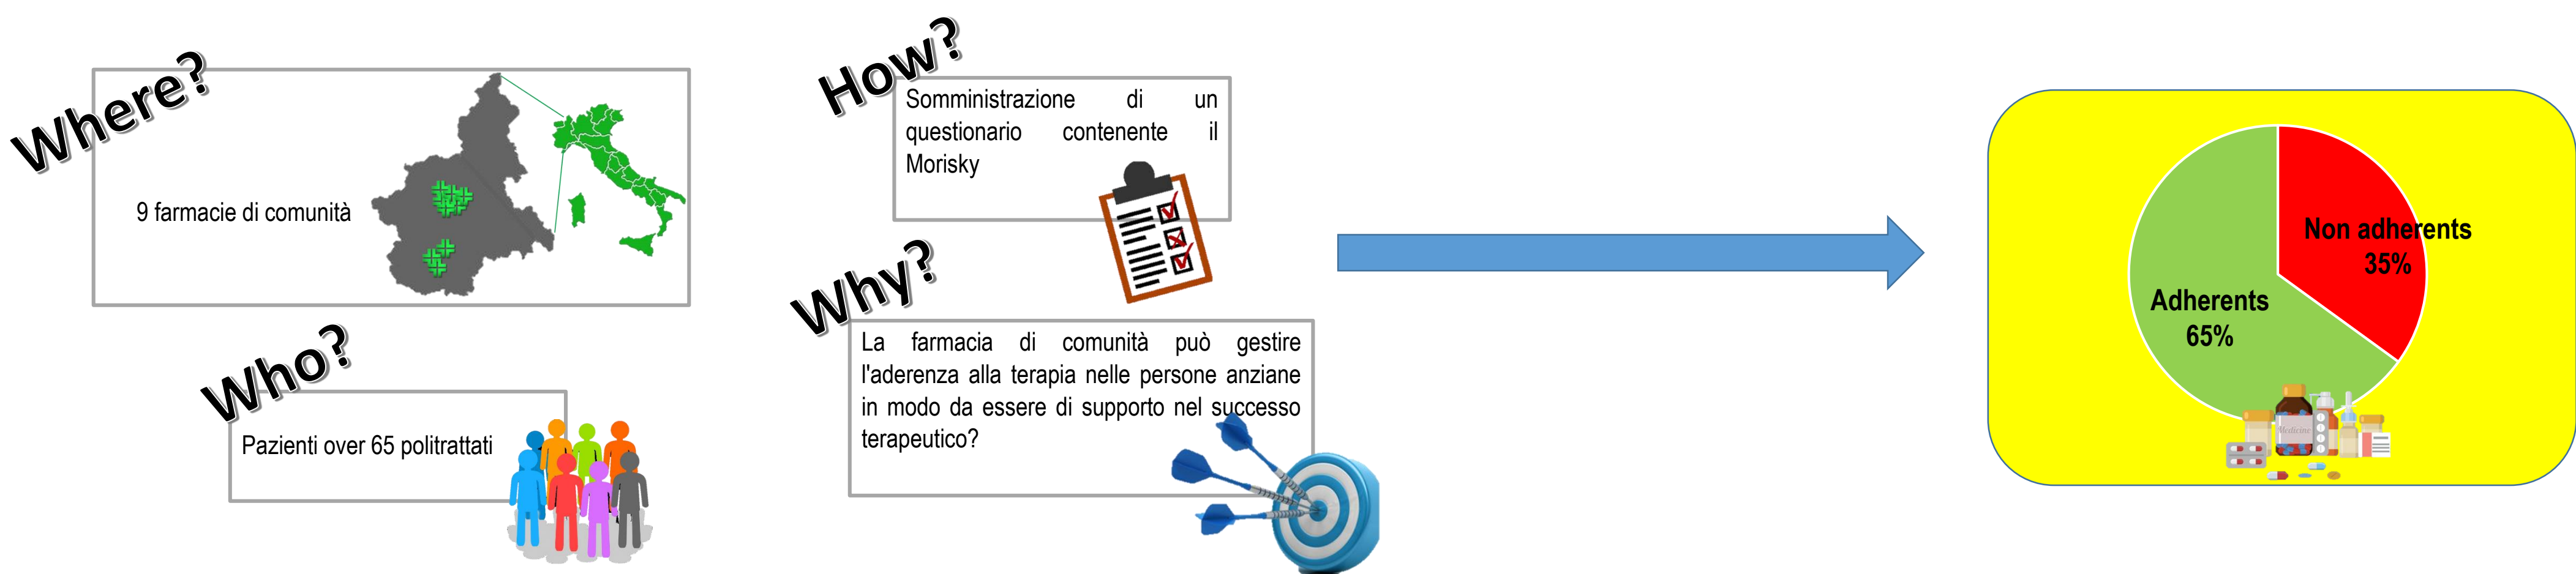 Where?
9 farmacie di comunità
Who?
Pazienti over 65 politrattati
How?
Somministrazione di un
questionario contenente il
Morisky
Why?
La farmacia di comunità può gestire
l'aderenza alla terapia nelle persone anziane
in modo da essere di supporto nel successo
terapeutico?
Non adherents
35%
Adherents
65%
Medicine